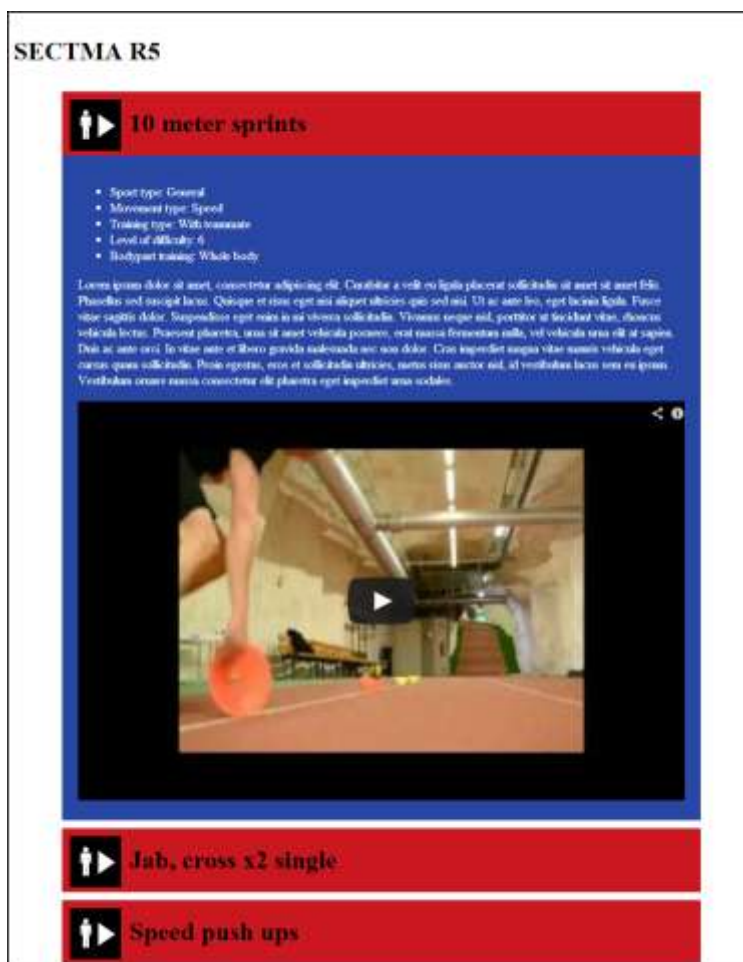 SECTMA R5
10 meter sprints
Sport type: General
Movement type: Speed
Training type: With teammate
Level of difficulty: 6
Bodypart training: Whole body
Lorem ipsum dolor sit amet, consectetur adipiscing elit. Curabitur a velit eu ligula placerat sollicitudin sit amet sit amet felis.
Phasellus sed suscipit lacus. Quisque et risus eget nisi aliquet ultricies quis sed nisi. Ut ac ante leo, eget lacinia ligula. Fusce
vitae sagittis dolor. Suspendisse eget enim in mi viverra sollicitudin. Vivamus neque nisl, porttitor ut tincidunt vitae, rhoncus
vehicula lectus. Praesent pharetra, urna sit amet vehicula posuere, erat massa fermentum nulla, vel vehicula urna elit at sapien.
Duis ac ante orci. In vitae ante et libero gravida malesuada nec non dolor. Cras imperdiet magna vitae mauris vehicula eget
cursus quam sollicitudin. Proin egestas, eros et sollicitudin ultricies, metus risus auctor nisl, id vestibulum lacus sem eu ipsum.
Vestibulum ornare massa consectetur elit pharetra eget imperdiet urna sodales.
Jab, cross x2 single
Speed push ups